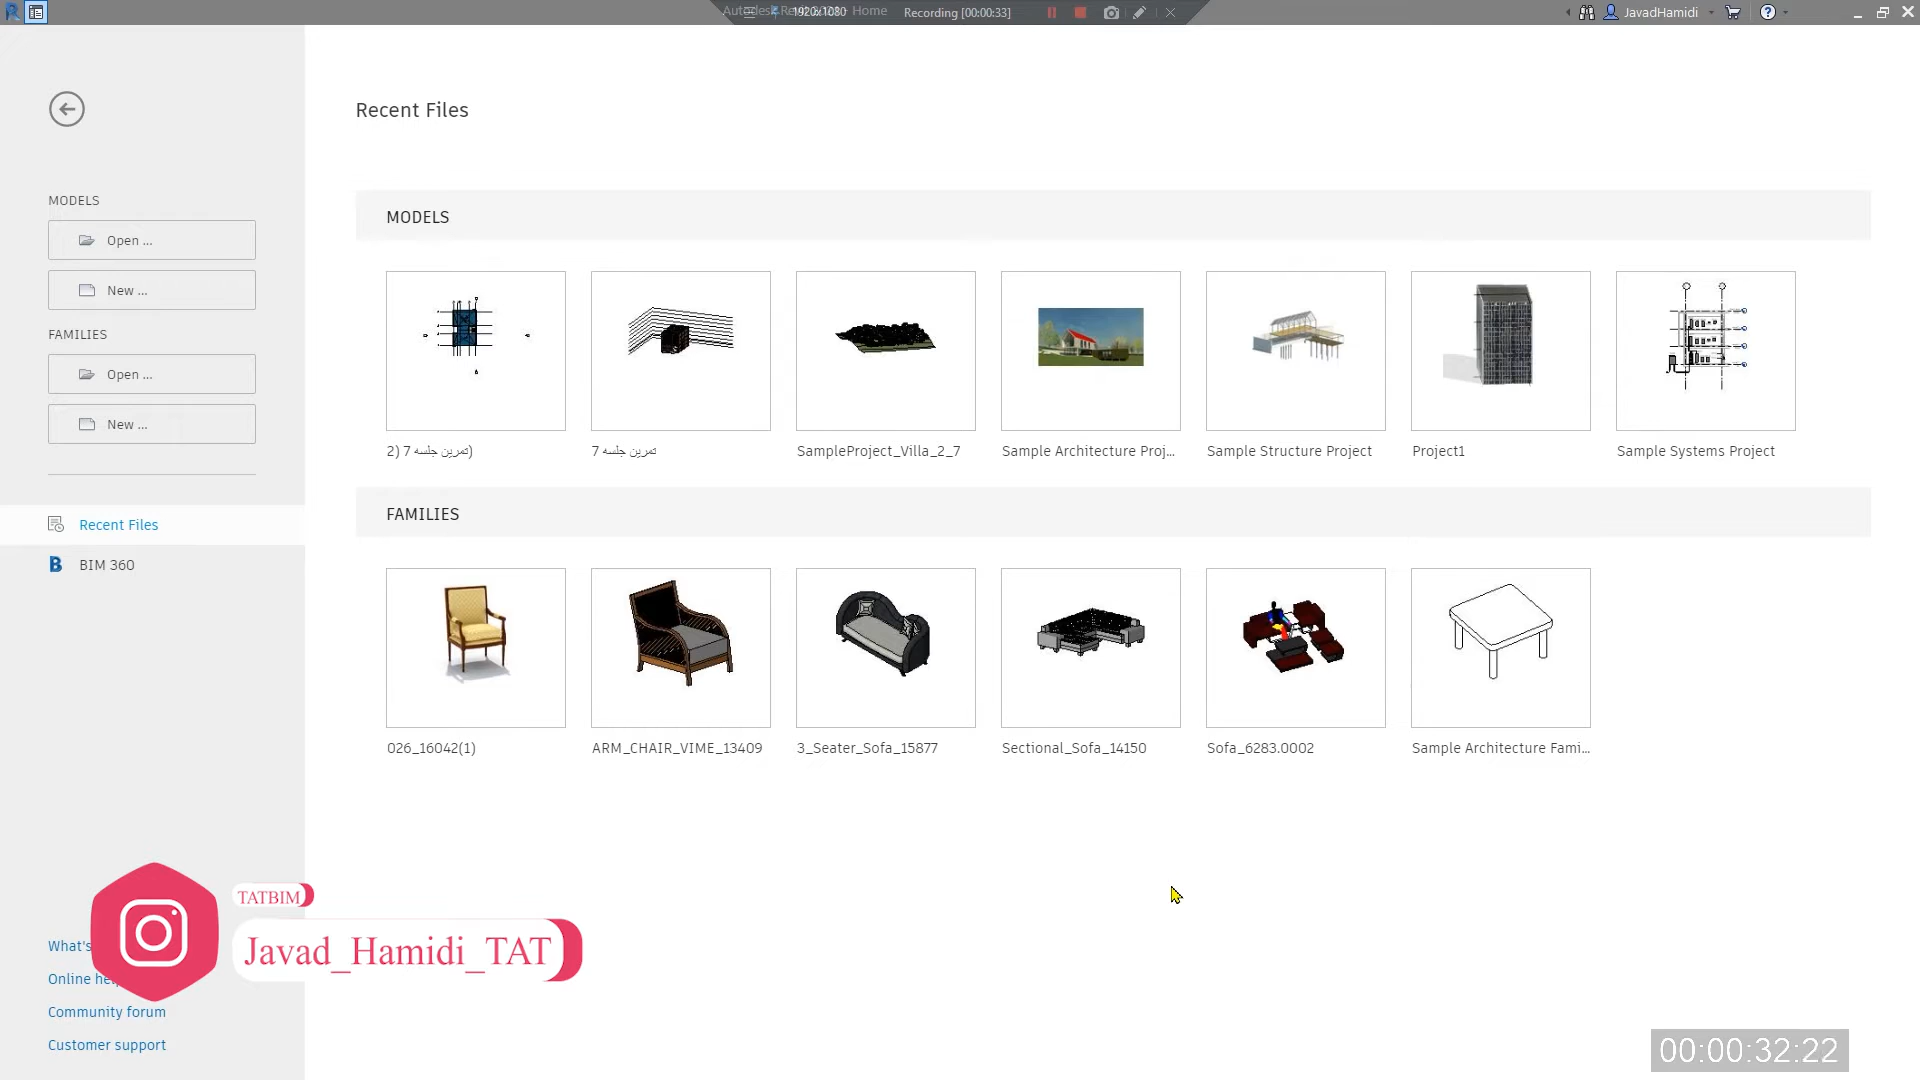 1920x1080
Home
Recording [00:00:33]
JavadHamidi
Recent Files
MODELS
Open ...
New ...
FAMILIES
Open ...
New ...
Recent Files
BIM 360
MODELS
2) تمرین جلسه 7)
تمرین جلسه 7
SampleProject_Villa_2_7
Sample Architecture Proj...
Sample Structure Project
Project1
Sample Systems Project
FAMILIES
026_16042(1)
ARM_CHAIR_VIME_13409
3_Seater_Sofa_15877
Sectional_Sofa_14150
Sofa_6283.0002
Sample Architecture Fami...
TATBIM
Javad_Hamidi_TAT
What's
Online
Community forum
Customer support
00:00:32:22